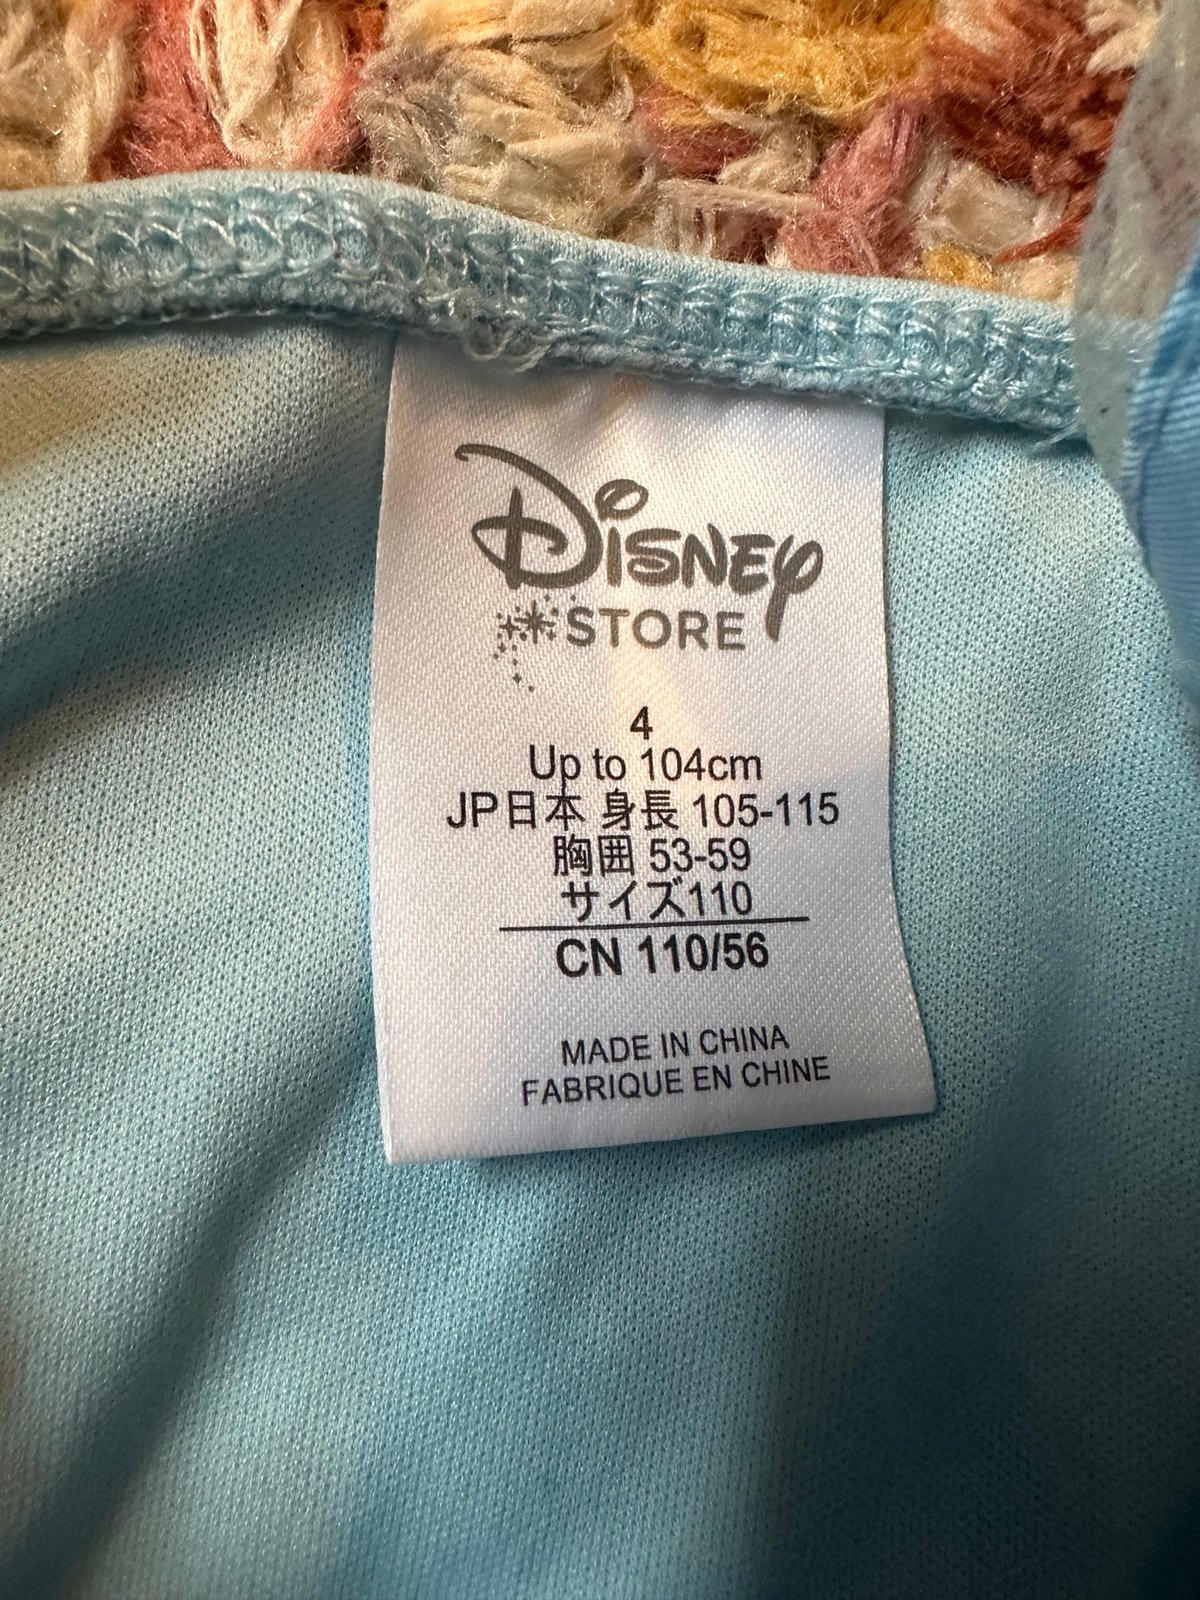 Disney
STORE
4
Up to 104cm
JP日本 身長 105-115
胸囲 53-59
サイズ110
CN 110/56
MADE IN CHINA
FABRIQUE EN CHINE